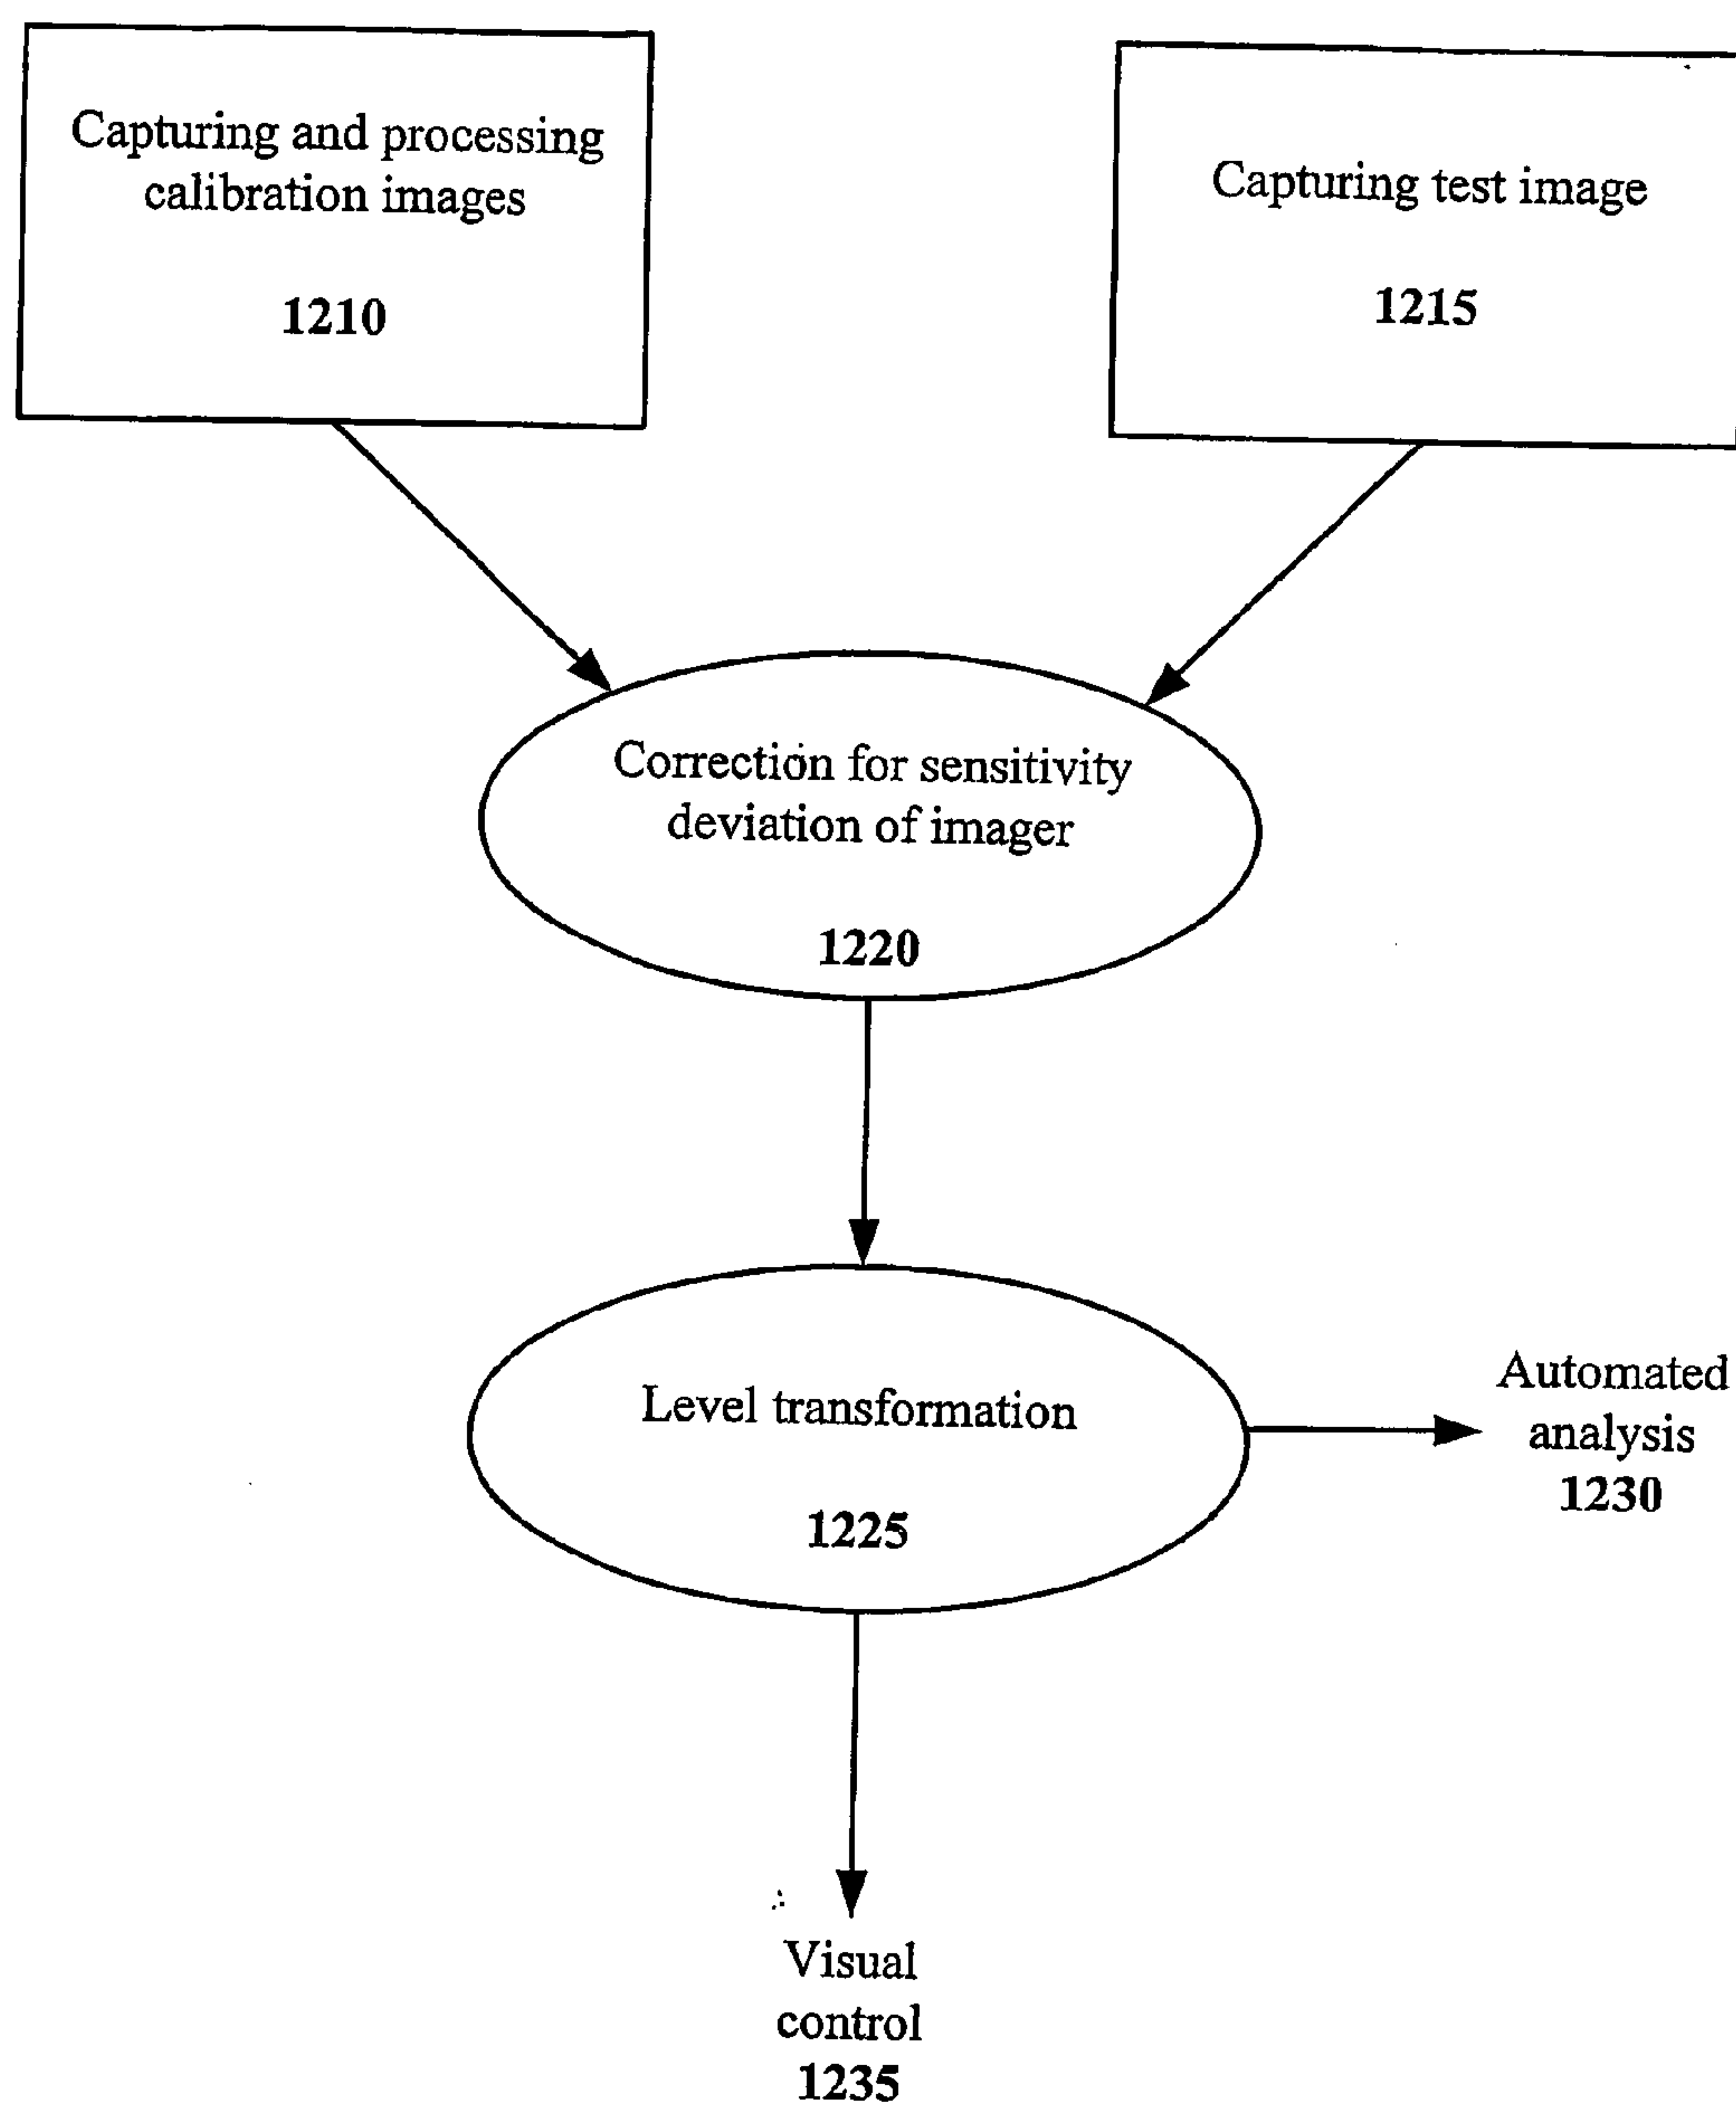 Capturing and processing
calibration images
1210
Capturing test image
1215
Correction for sensitivity
deviation of imager
1220
Level transformation
1225
Automated
analysis
1230
Visual
control
1235